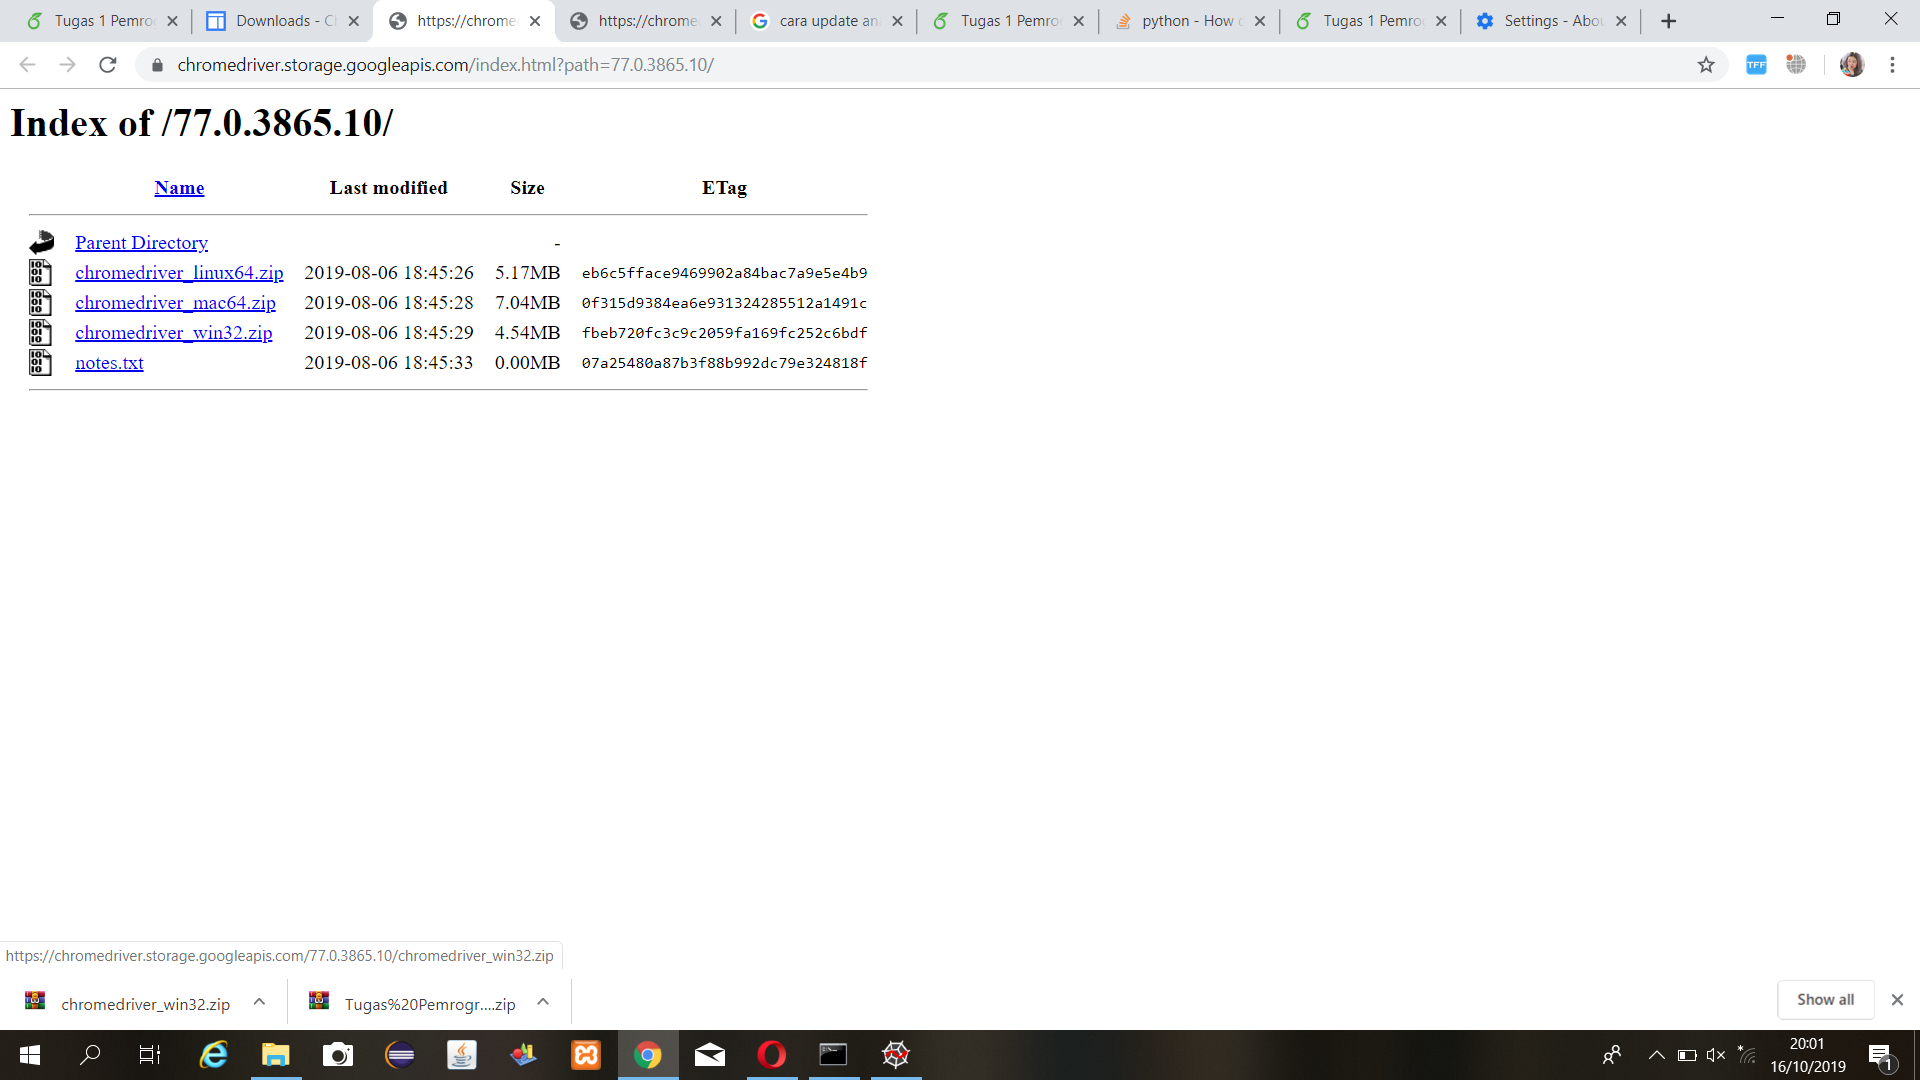 Tugas 1 Pemro
Downloads - C
https://chrome
https://chrome
cara update an
Tugas 1 Pemro
python - How
Tugas 1 Pemro
Settings - Abou
chromedriver.storage.googleapis.com/index.html?path=77.0.3865.10/
TFF
Index of /77.0.3865.10/
Name Last modified Size ETag
Parent Directory -
chromedriver_linux64.zip 2019-08-06 18:45:26 5.17MB eb6c5fface9469902a84bac7a9e5e4b9
chromedriver_mac64.zip 2019-08-06 18:45:28 7.04MB 0f315d9384ea6e931324285512a1491c
chromedriver_win32.zip 2019-08-06 18:45:29 4.54MB fbeb720fc3c9c2059fa169fc252c6bdf
notes.txt 2019-08-06 18:45:33 0.00MB 07a25480a87b3f88b992dc79e324818f
https://chromedriver.storage.googleapis.com/77.0.3865.10/chromedriver_win32.zip
chromedriver_win32.zip
Tugas%20Pemrogr....zip
Show all
20:01
16/10/2019
1